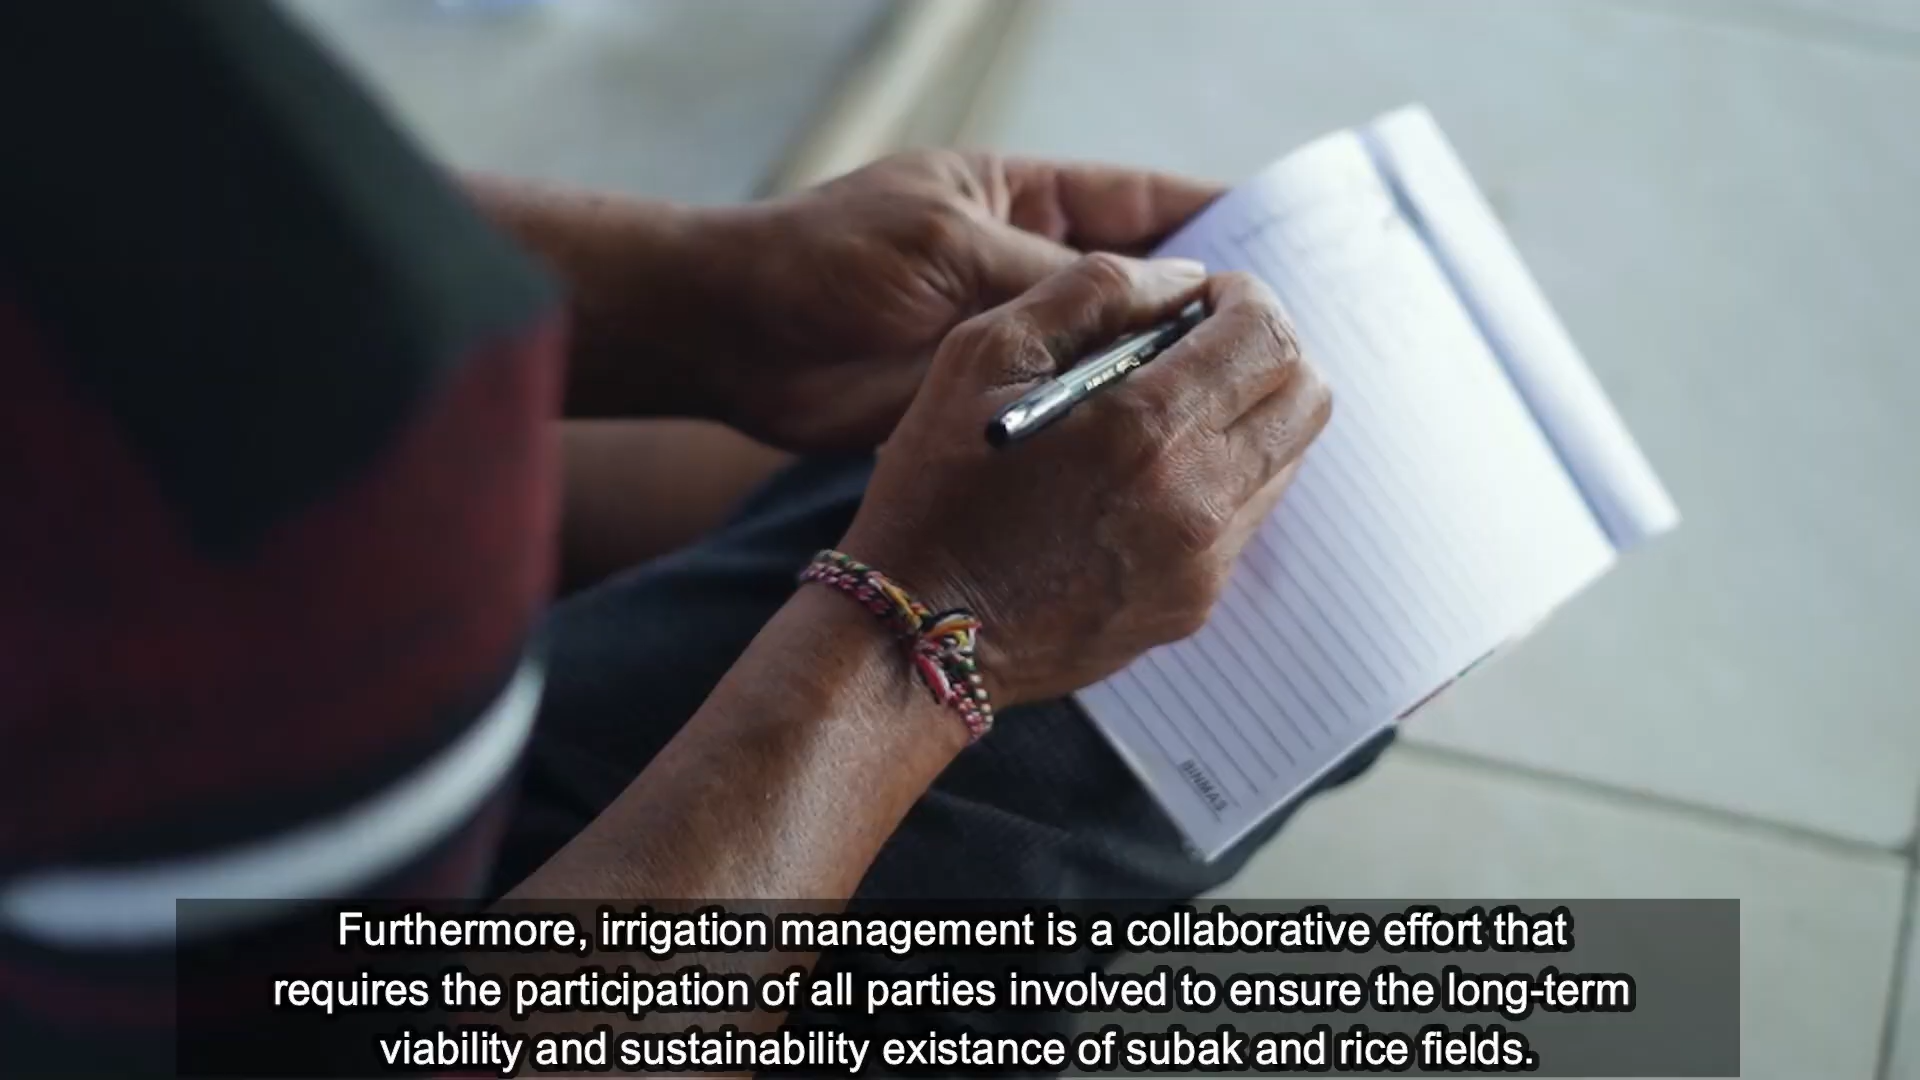 BINMAS
Furthermore, irrigation management is a collaborative effort that
requires the participation of all parties involved to ensure the long-term
viability and sustainability existance of subak and rice fields.